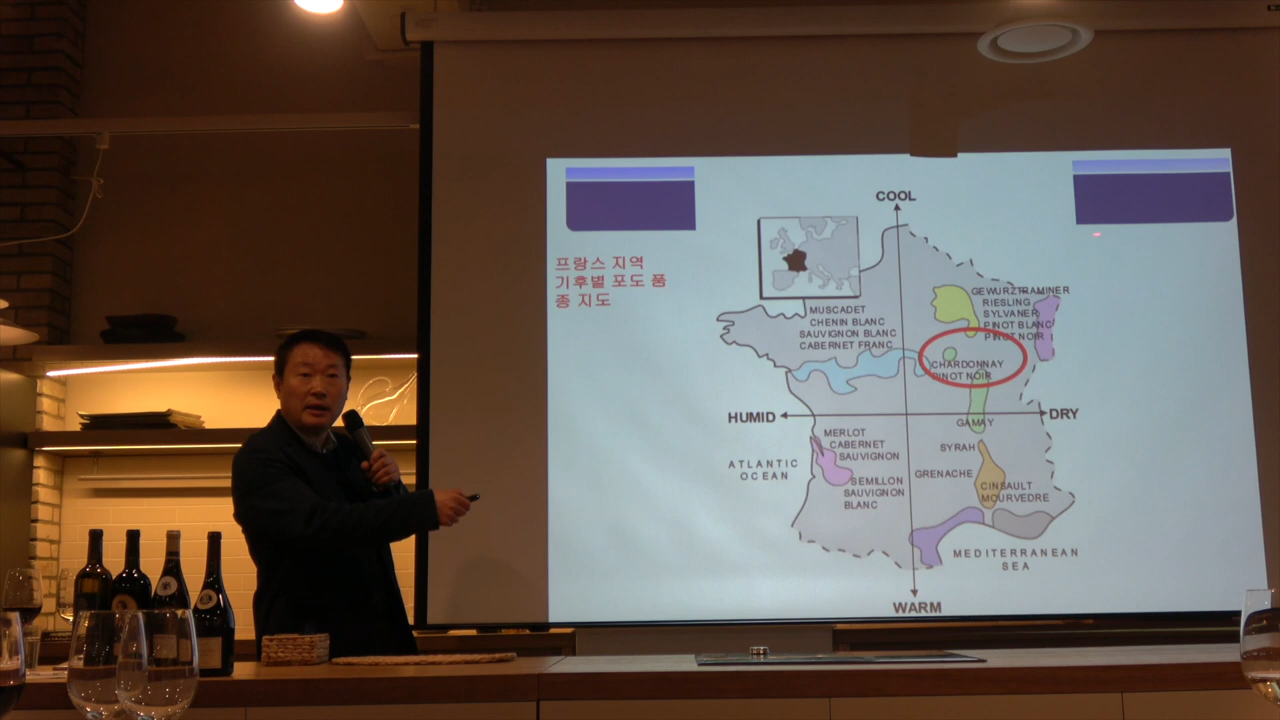 COOL
프랑스 지역
기후별 포도 품
종 지도
GEWURZTRAMINER
RIESLING
SYLVANER
PINOT BLANC
PINOT NOIR
MUSCADET
CHENIN BLANC
SAUVIGNON BLANC
CABERNET FRANC
CHARDONNAY
PINOT NOIR
HUMID
DRY
GAMAY
MERLOT
CABERNET
SAUVIGNON
SYRAH
ATLANTIC
OCEAN
GRENACHE
SEMILLON
SAUVIGNON
BLANC
CINSAULT
MOURVEDRE
MEDITERRANEAN
SEA
WARM